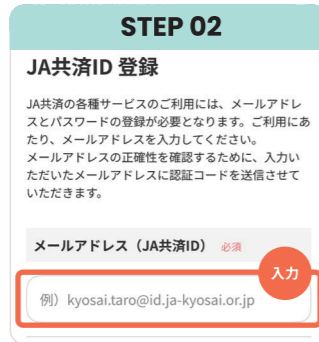 STEP 02
JA共済ID 登録
JA共済の各種サービスのご利用には、メールアドレ
スとパスワードの登録が必要となります。ご利用にあ
たり、メールアドレスを入力してください。
メールアドレスの正確性を確認するために、入力い
ただいたメールアドレスに認証コードを送信させて
いただきます。
メールアドレス（JA共済ID） 必須
入力
例）kyosai.taro@id.ja-kyosai.or.jp